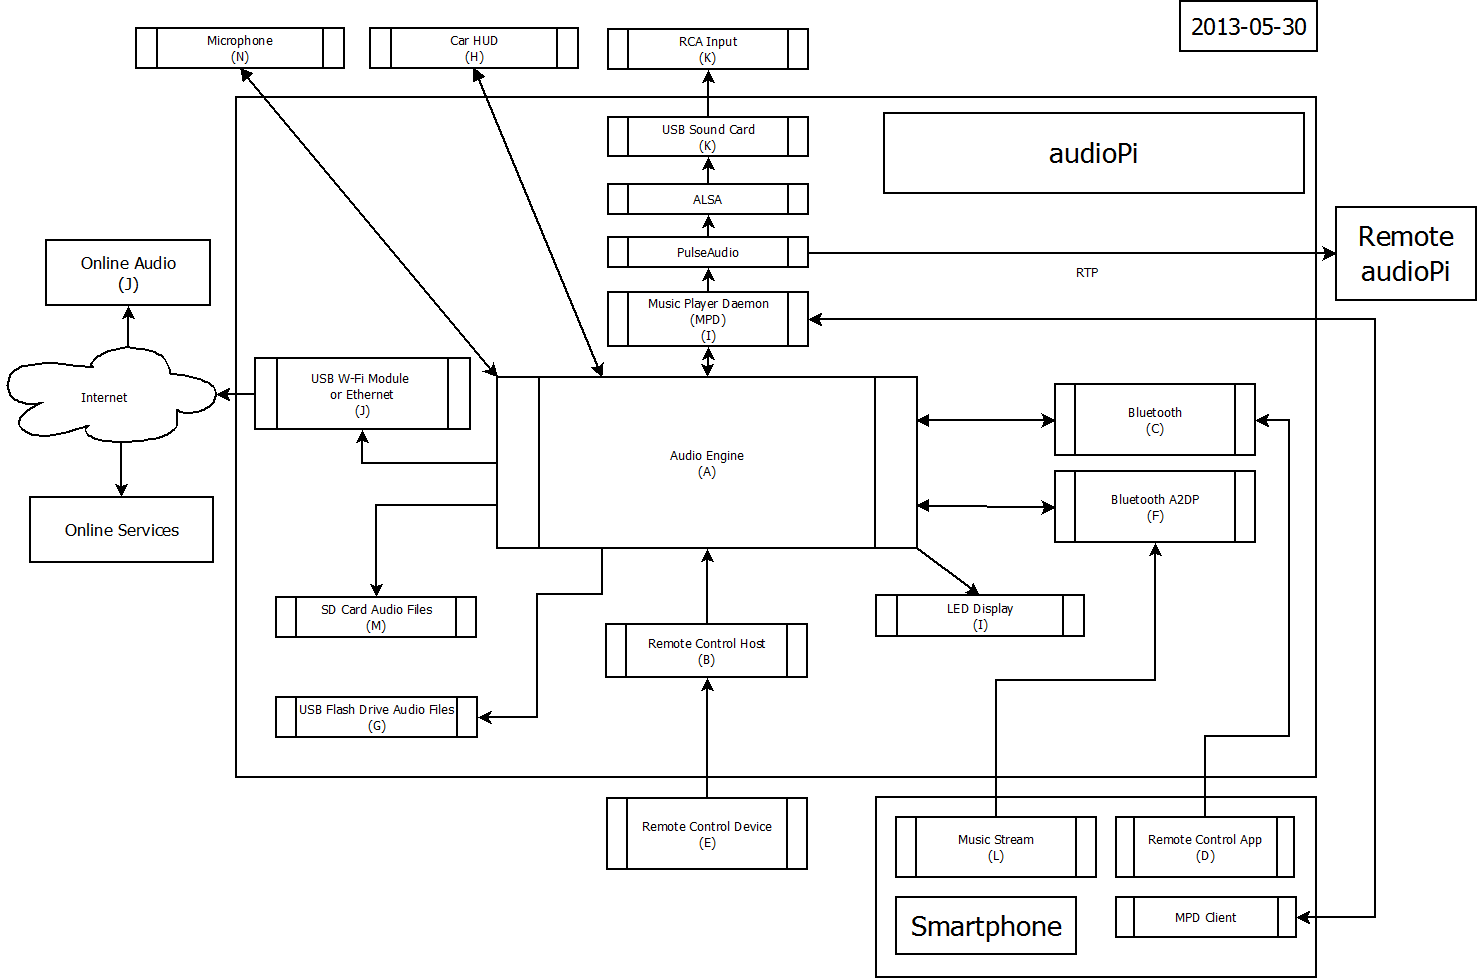 2013-05-30
Microphone
(N)
Car HUD
(H)
RCA Input
(K)
USB Sound Card
(K)
audioPi
ALSA
PulseAudio
RTP
Remote
audioPi
Online Audio
(J)
Music Player Daemon
(MPD)
(I)
Internet
USB W-Fi Module
or Ethernet
(J)
Audio Engine
(A)
Bluetooth
(C)
Bluetooth A2DP
(F)
Online Services
SD Card Audio Files
(M)
LED Display
(I)
Remote Control Host
(B)
USB Flash Drive Audio Files
(G)
Remote Control Device
(E)
Music Stream
(L)
Remote Control App
(D)
Smartphone
MPD Client